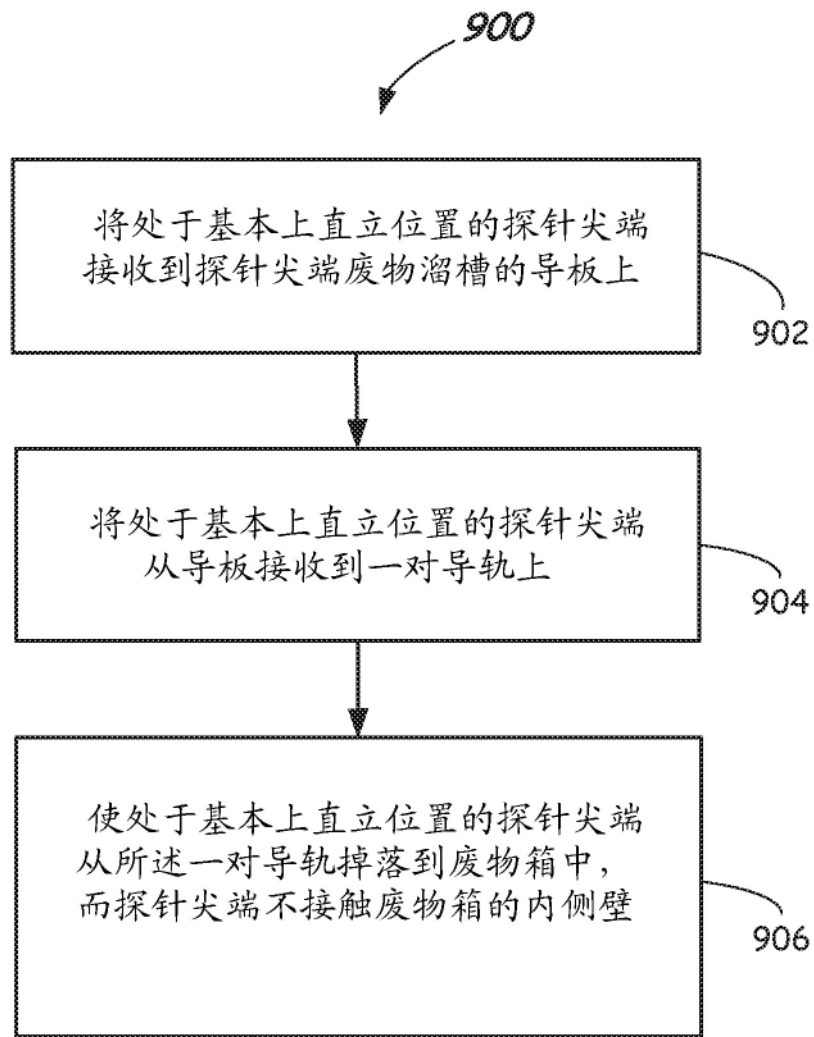 900
将处于基本上直立位置的探针尖端
接收到探针尖端废物溜槽的导板上
902
将处于基本上直立位置的探针尖端
从导板接收到一对导轨上
904
使处于基本上直立位置的探针尖端
从所述一对导轨掉落到废物箱中，
而探针尖端不接触废物箱的内侧壁
906